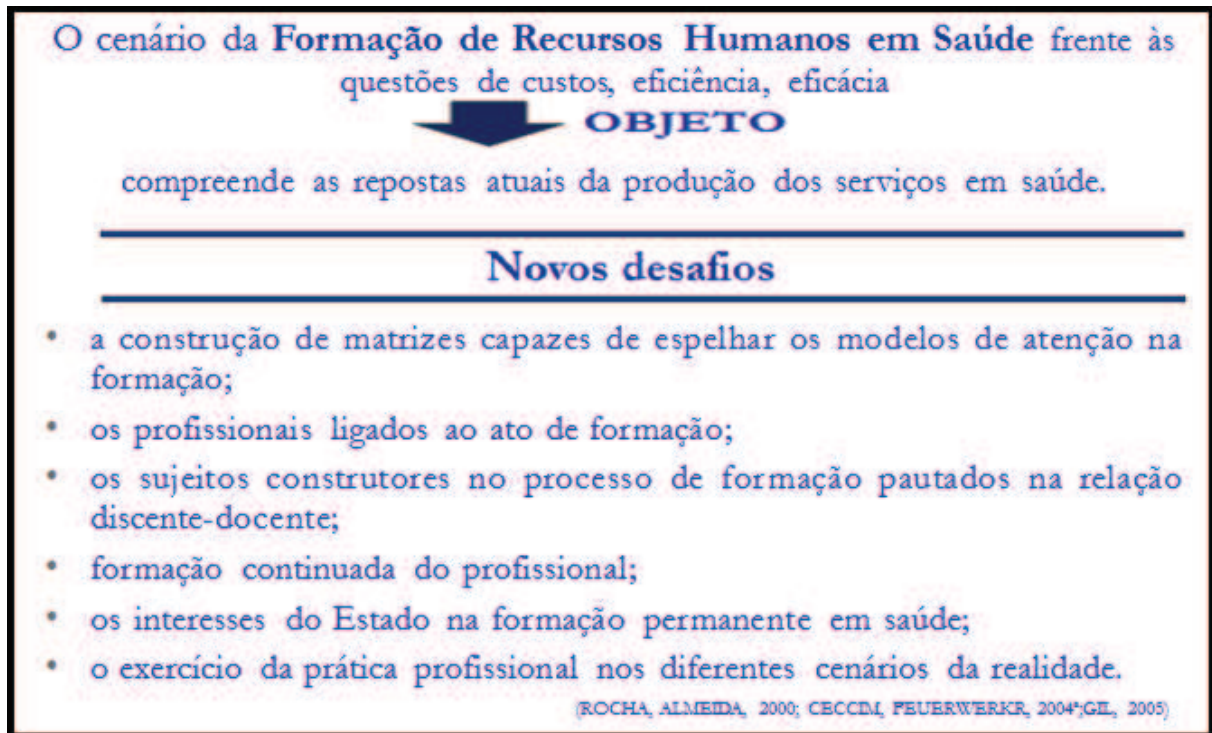 O cenário da Formação de Recursos Humanos em Saúde frente às
questões de custos, eficiência, eficácia
OBJETO
compreende as repostas atuais da produção dos serviços em saúde.
Novos desafios
• a construção de matrizes capazes de espelhar os modelos de atenção na
formação;
• os profissionais ligados ao ato de formação;
• os sujeitos construtores no processo de formação pautados na relação
discente-docente;
• formação continuada do profissional;
• os interesses do Estado na formação permanente em saúde;
• o exercício da prática profissional nos diferentes cenários da realidade.
(ROCHA, ALMEIDA, 2000; CECCIM, FEUERWERKR, 2004ª;GIL, 2005)